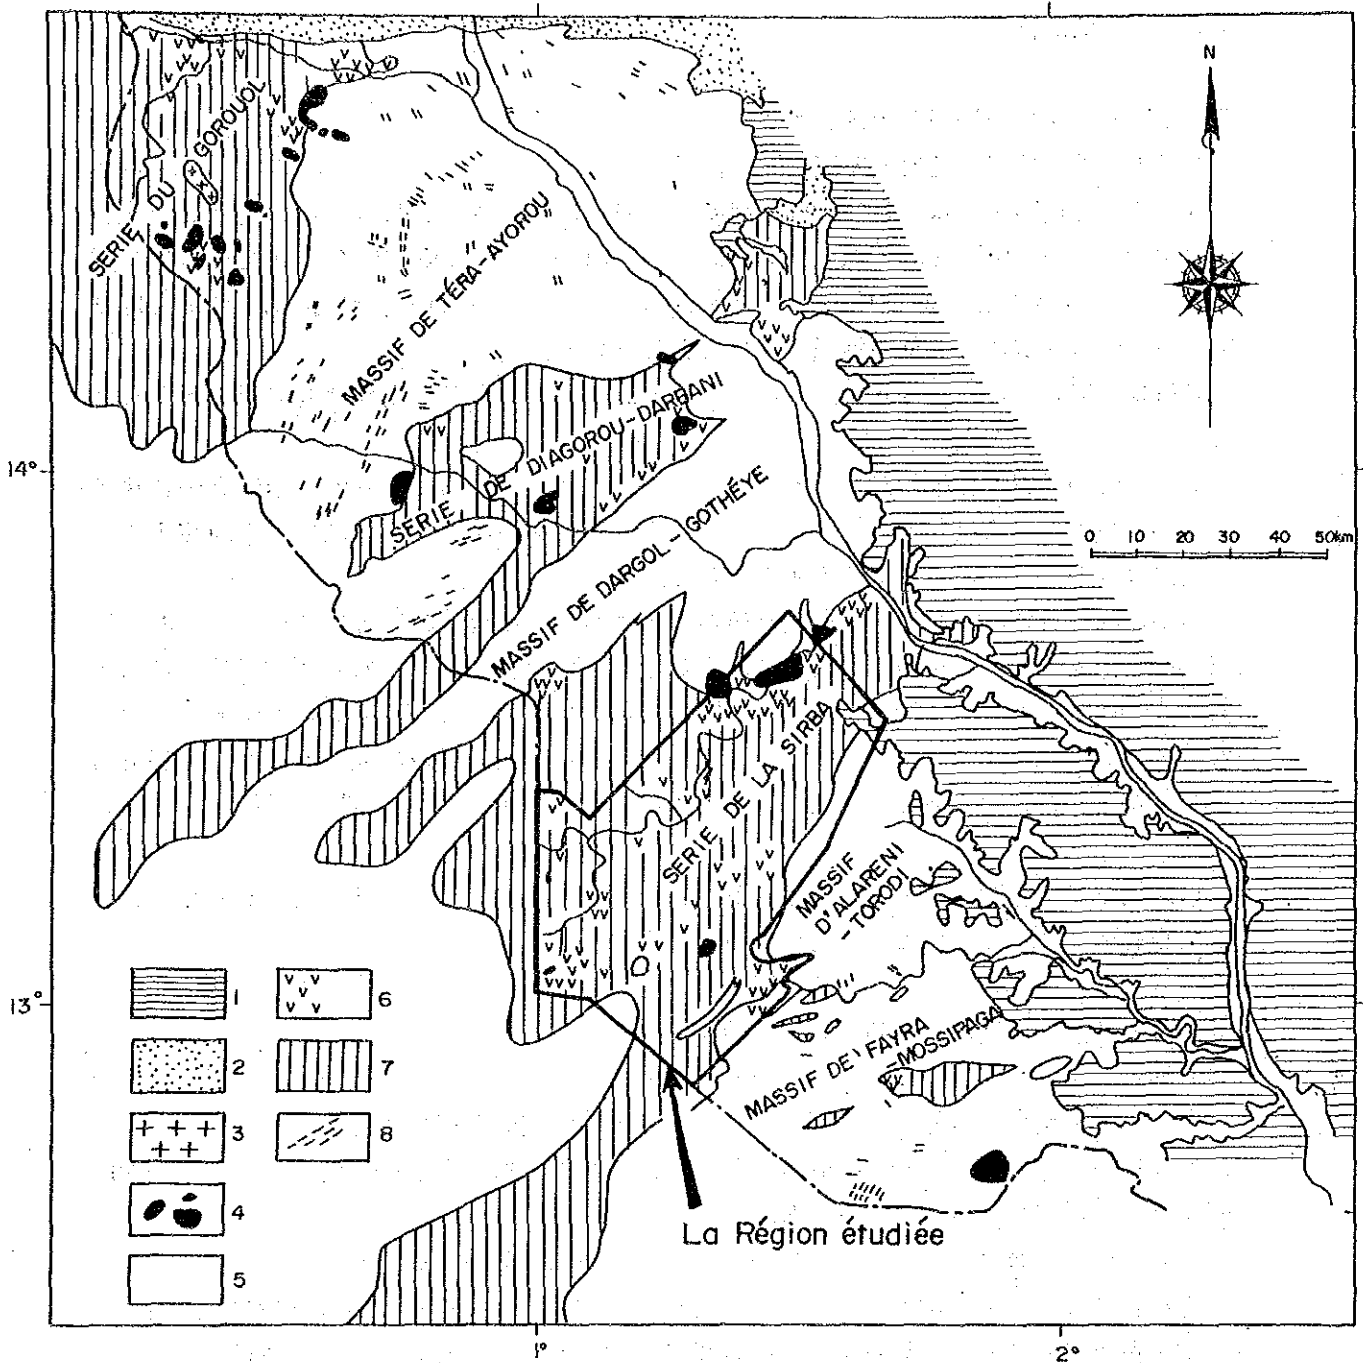 N
SERIE DU GOROUOL
MASSIF DE TÉRA-AYOROU
SERIE DE DIAGOROU-DARBANI
14°
MASSIF DE DARGOL-GOTHÉYE
0 10 20 30 40 50km
SERIE DE LA SIRBA
MASSIF
D'ALARENI
-TORODI
13°
MASSIF DE FAYRA
-MOSSIPAGA
1
6
2
7
3
8
4
5
La Région étudiée
1°
2°